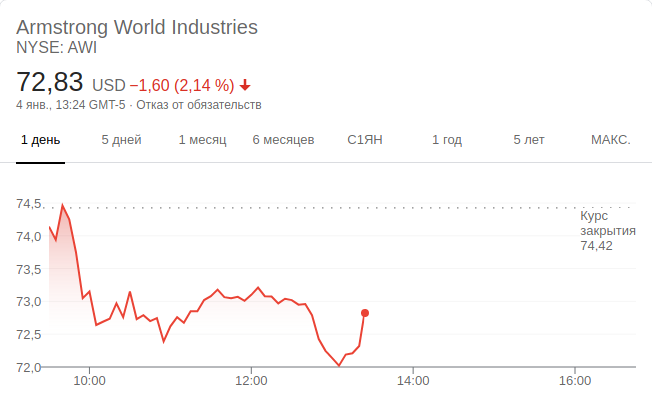 Armstrong World Industries
NYSE: AWI
72,83 USD −1,60 (2,14 %)
4 янв., 13:24 GMT-5 · Отказ от обязательств
1 день 5 дней 1 месяц 6 месяцев С1ЯН 1 год 5 лет МАКС.
74,5
Курс
закрытия
74,42
74,0
73,5
73,0
72,5
72,0
10:00 12:00 14:00 16:00